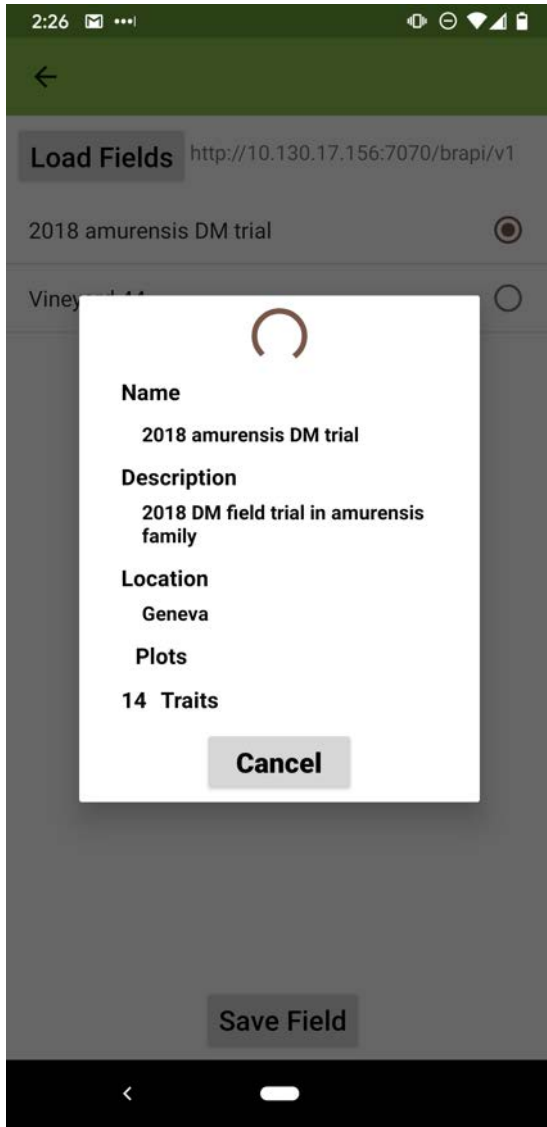 2:26
Load Fields http://10.130.17.156:7070/brapi/v1
2018 amurensis DM trial
Name
2018 amurensis DM trial
Description
2018 DM field trial in amurensis
family
Location
Geneva
Plots
14 Traits
Cancel
Save Field